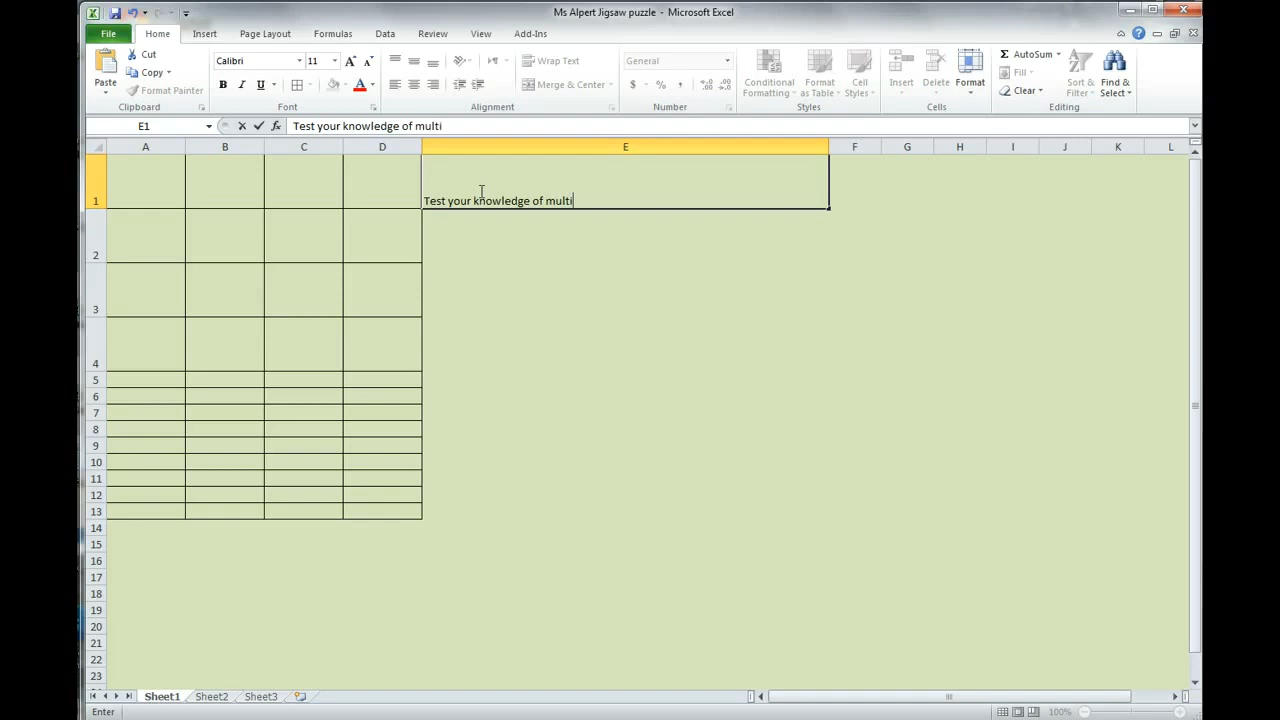 Ms Alpert Jigsaw puzzle - Microsoft Excel
File Home Insert Page Layout Formulas Data Review View Add-Ins
Cut
Copy
Format Painter
Paste
Clipboard
Calibri 11
B I U
Font
Wrap Text
Merge & Center
Alignment
General
$ % ,
Number
Conditional Formatting
Format as Table
Cell Styles
Styles
Insert
Delete
Format
Cells
Σ AutoSum
Fill
Clear
Sort & Filter
Find & Select
Editing
E1 fx Test your knowledge of multi
A B C D E F G H I J K L
1 Test your knowledge of multi
2
3
4
5
6
7
8
9
10
11
12
13
14
15
16
17
18
19
20
21
22
23
Sheet1 Sheet2 Sheet3
Enter 100%